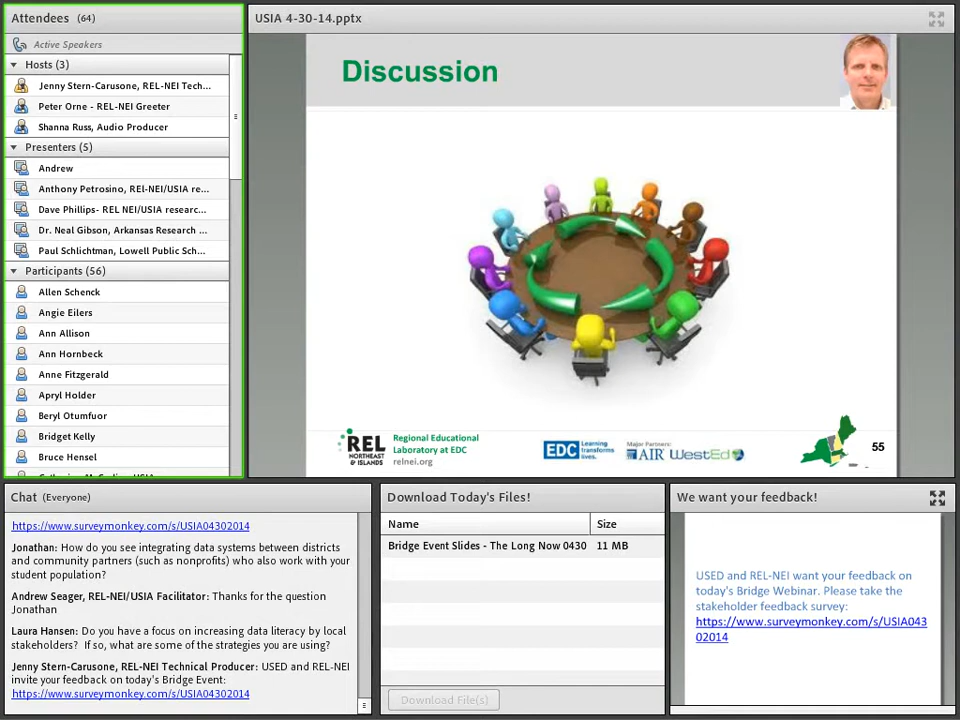 Attendees (64)
Active Speakers
Hosts (3)
Jenny Stern-Carusone, REL-NEI Tech...
Peter Orne - REL-NEI Greeter
Shanna Russ, Audio Producer
Presenters (5)
Andrew
Anthony Petrosino, REl-NEI/USIA re...
Dave Phillips- REL NEI/USIA researc...
Dr. Neal Gibson, Arkansas Research ...
Paul Schlichtman, Lowell Public Sch...
Participants (56)
Allen Schenck
Angie Eilers
Ann Allison
Ann Hornbeck
Anne Fitzgerald
Apryl Holder
Beryl Otumfuor
Bridget Kelly
Bruce Hensel
USIA 4-30-14.pptx
Discussion
REL
NORTHEAST
& ISLANDS
Regional Educational
Laboratory at EDC
relnei.org
EDC Learning
transforms
lives.
Major Partners:
AIR WestEd
55
Chat (Everyone)
https://www.surveymonkey.com/s/USIA04302014
Jonathan: How do you see integrating data systems between districts
and community partners (such as nonprofits) who also work with your
student population?
Andrew Seager, REL-NEI/USIA Facilitator: Thanks for the question
Jonathan
Laura Hansen: Do you have a focus on increasing data literacy by local
stakeholders? If so, what are some of the strategies you are using?
Jenny Stern-Carusone, REL-NEI Technical Producer: USED and REL-NEI
invite your feedback on today's Bridge Event:
https://www.surveymonkey.com/s/USIA04302014
Download Today's Files!
Name Size
Bridge Event Slides - The Long Now 0430 11 MB
Download File(s)
We want your feedback!
USED and REL-NEI want your feedback on
today's Bridge Webinar. Please take the
stakeholder feedback survey:
https://www.surveymonkey.com/s/USIA043
02014